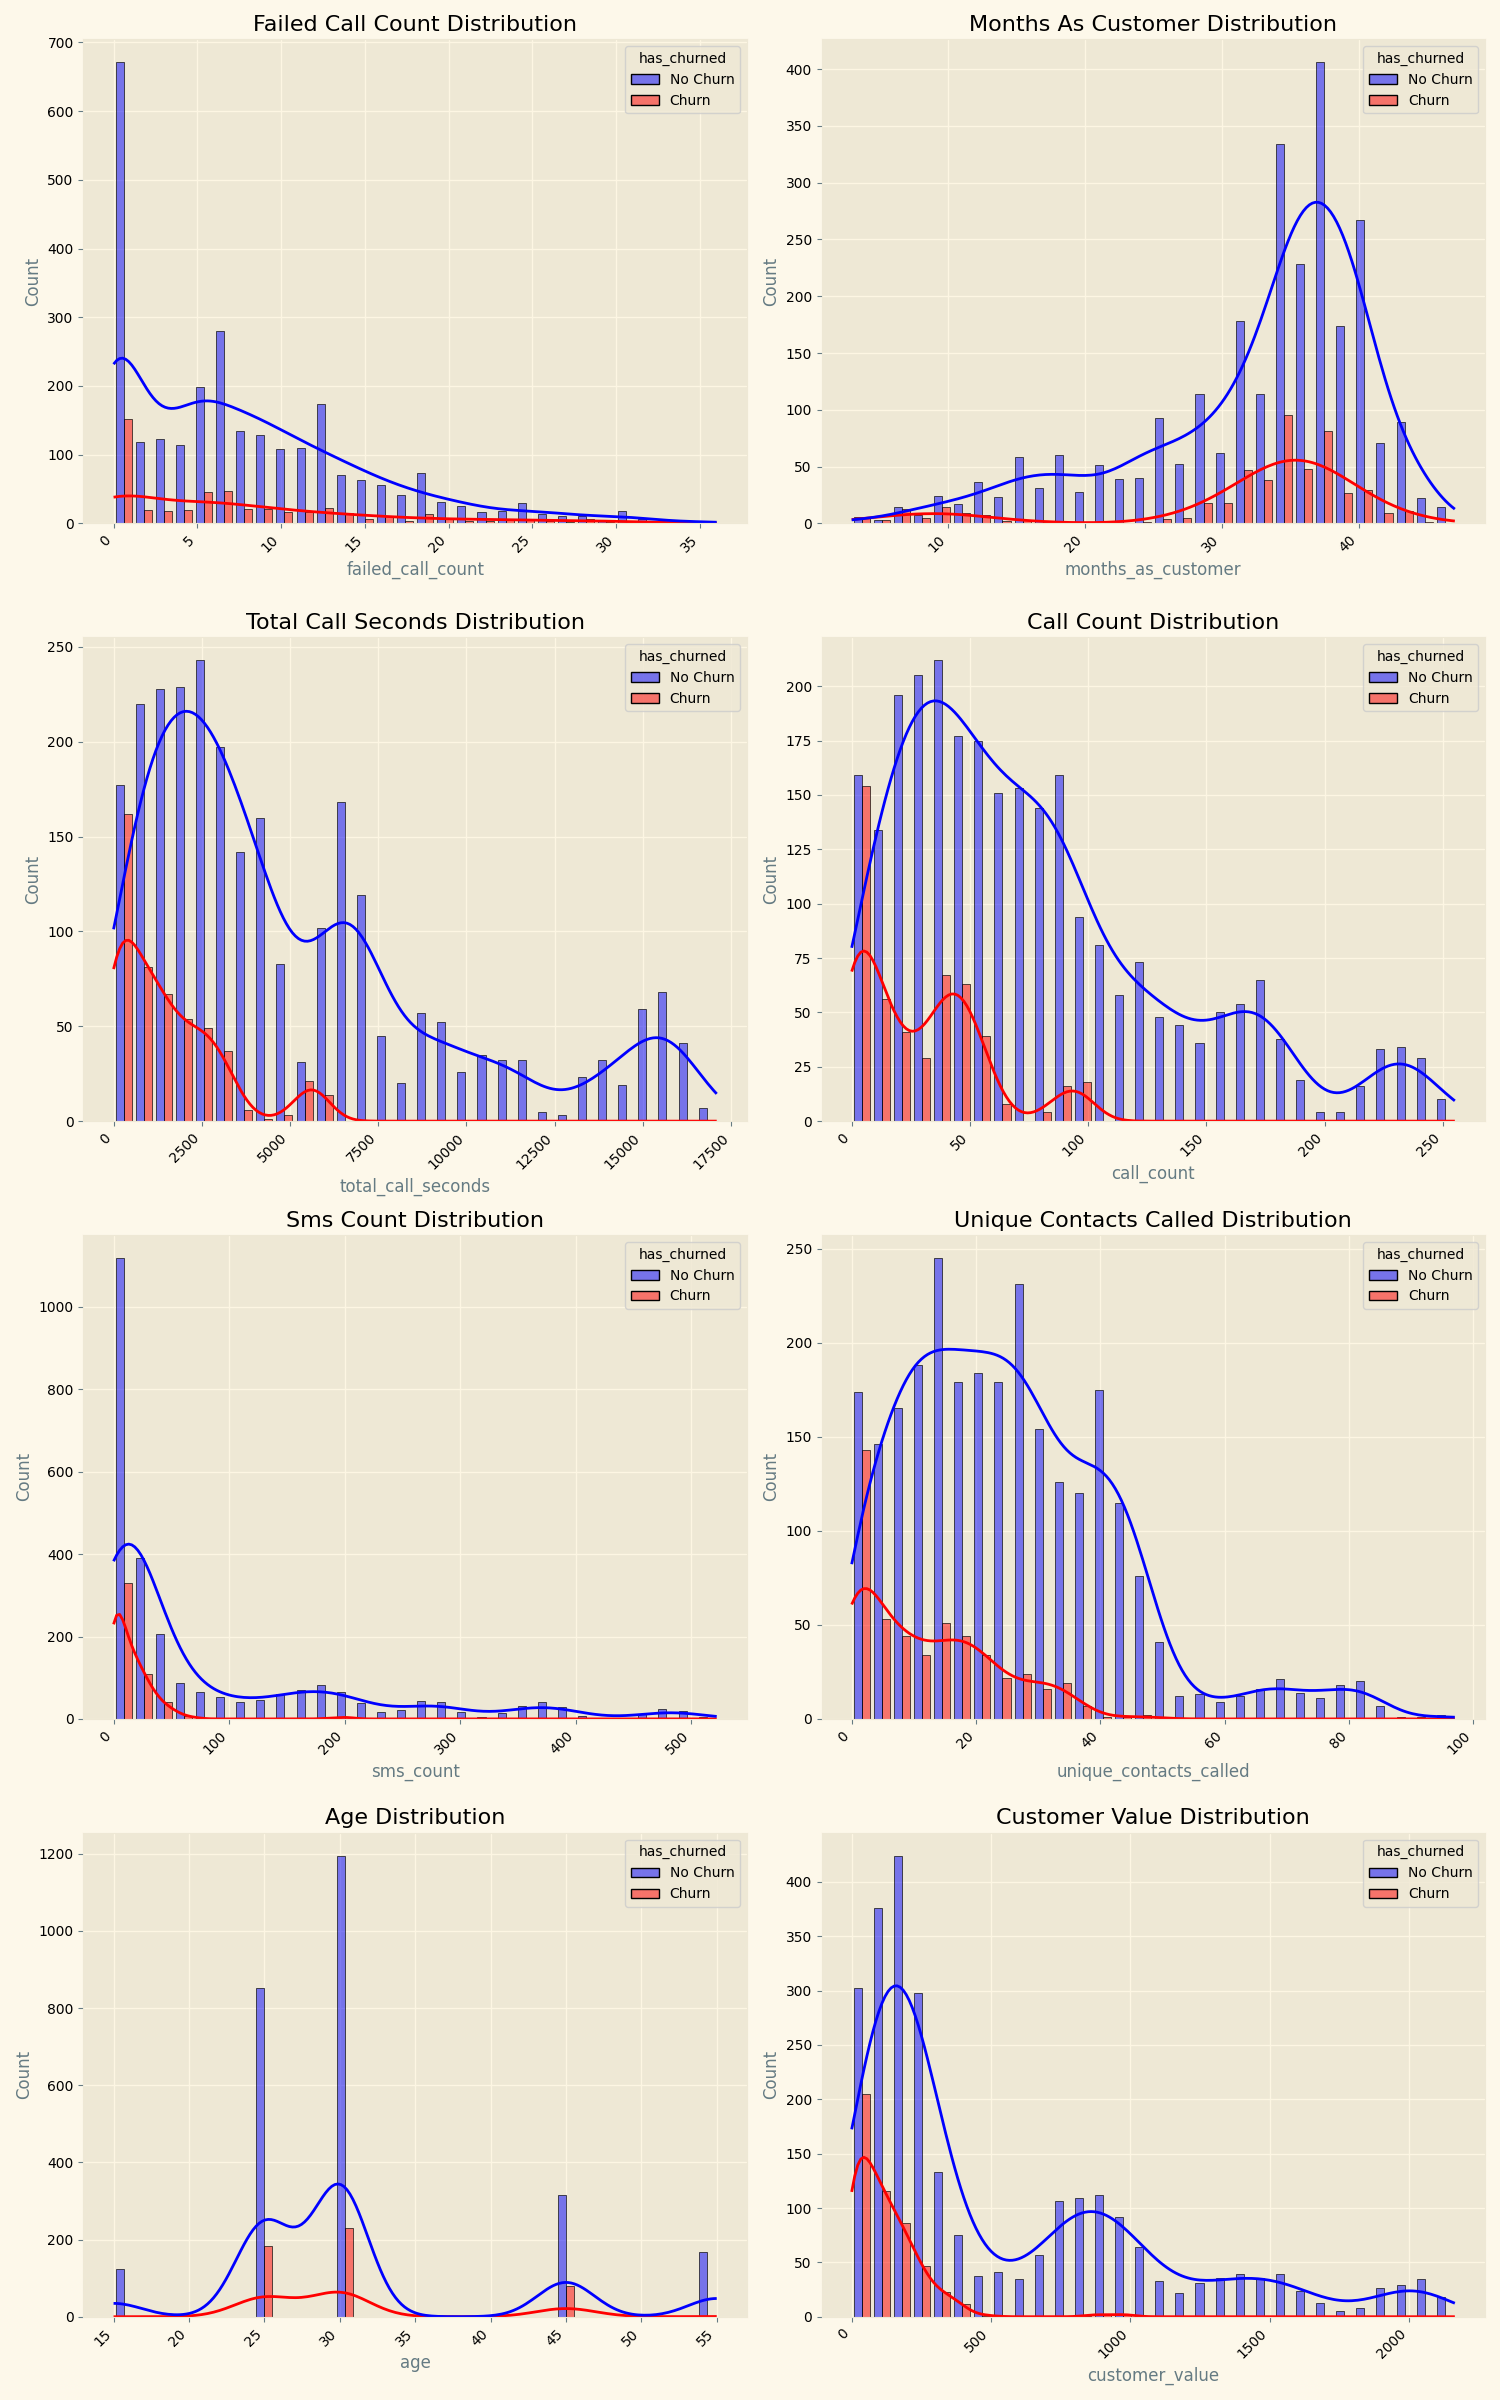 Failed Call Count Distribution
700
600
500
400
300
200
100
0
Count
0
5
10
15
20
25
30
35
failed_call_count
has_churned
No Churn
Churn
Months As Customer Distribution
400
350
300
250
200
150
100
50
0
Count
10
20
30
40
months_as_customer
has_churned
No Churn
Churn
Total Call Seconds Distribution
250
200
150
100
50
0
Count
0
2500
5000
7500
10000
12500
15000
17500
total_call_seconds
has_churned
No Churn
Churn
Call Count Distribution
200
175
150
125
100
75
50
25
0
Count
0
50
100
150
200
250
call_count
has_churned
No Churn
Churn
Sms Count Distribution
1000
800
600
400
200
0
Count
0
100
200
300
400
500
sms_count
has_churned
No Churn
Churn
Unique Contacts Called Distribution
250
200
150
100
50
0
Count
0
20
40
60
80
100
unique_contacts_called
has_churned
No Churn
Churn
Age Distribution
1200
1000
800
600
400
200
0
Count
15
20
25
30
35
40
45
50
55
age
has_churned
No Churn
Churn
Customer Value Distribution
400
350
300
250
200
150
100
50
0
Count
0
500
1000
1500
2000
customer_value
has_churned
No Churn
Churn